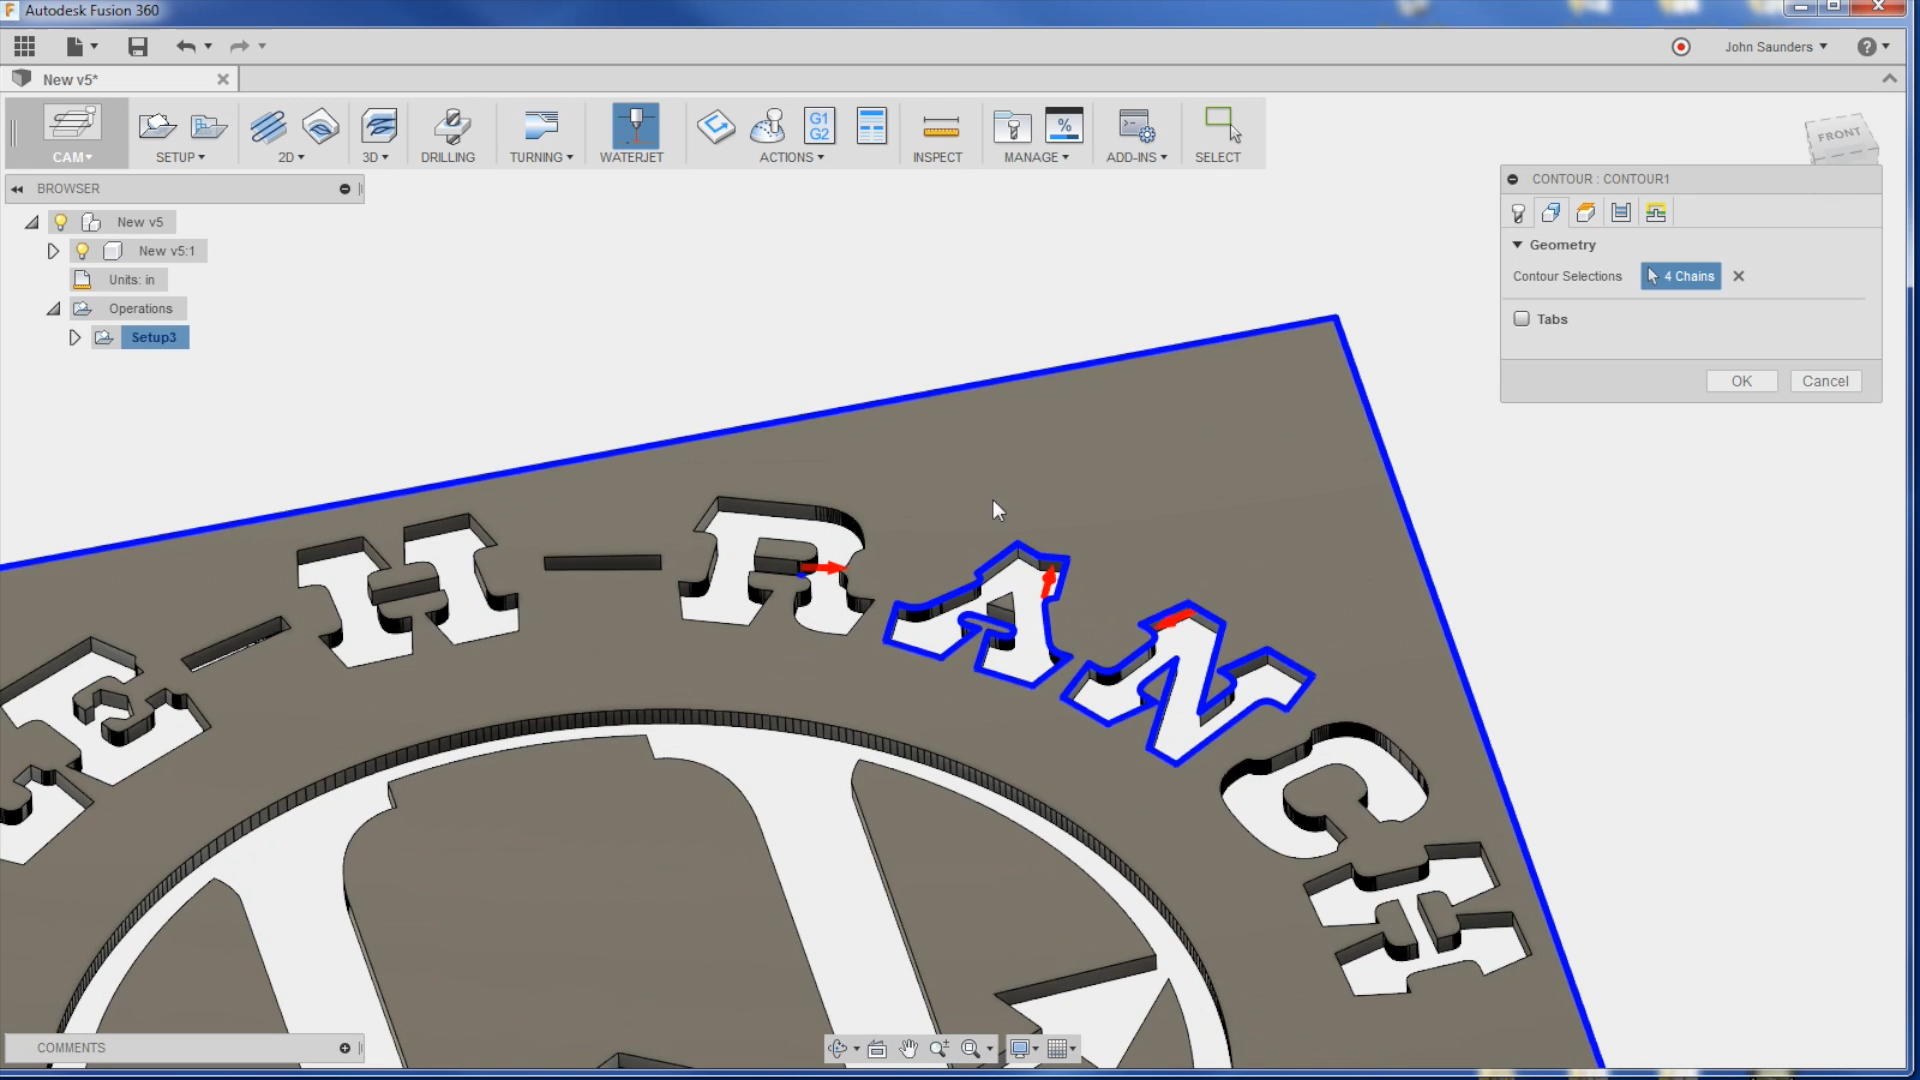 Autodesk Fusion 360
John Saunders
New v5*
G1
G2
%
CAM
SETUP
2D
3D
DRILLING
TURNING
WATERJET
ACTIONS
INSPECT
MANAGE
ADD-INS
SELECT
FRONT
BROWSER
New v5
New v5:1
Units: in
Operations
Setup3
CONTOUR : CONTOUR1
Geometry
Contour Selections
4 Chains
Tabs
OK
Cancel
E-H-RANCH
COMMENTS